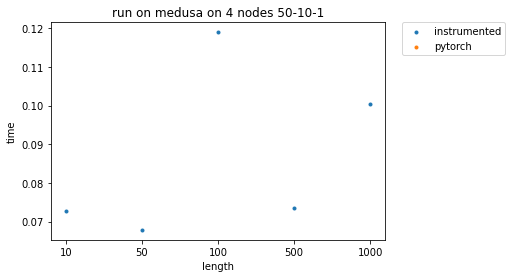 run on medusa on 4 nodes 50-10-1
instrumented
pytorch
0.12
0.11
0.10
0.09
0.08
0.07
time
10 50 100 500 1000
length